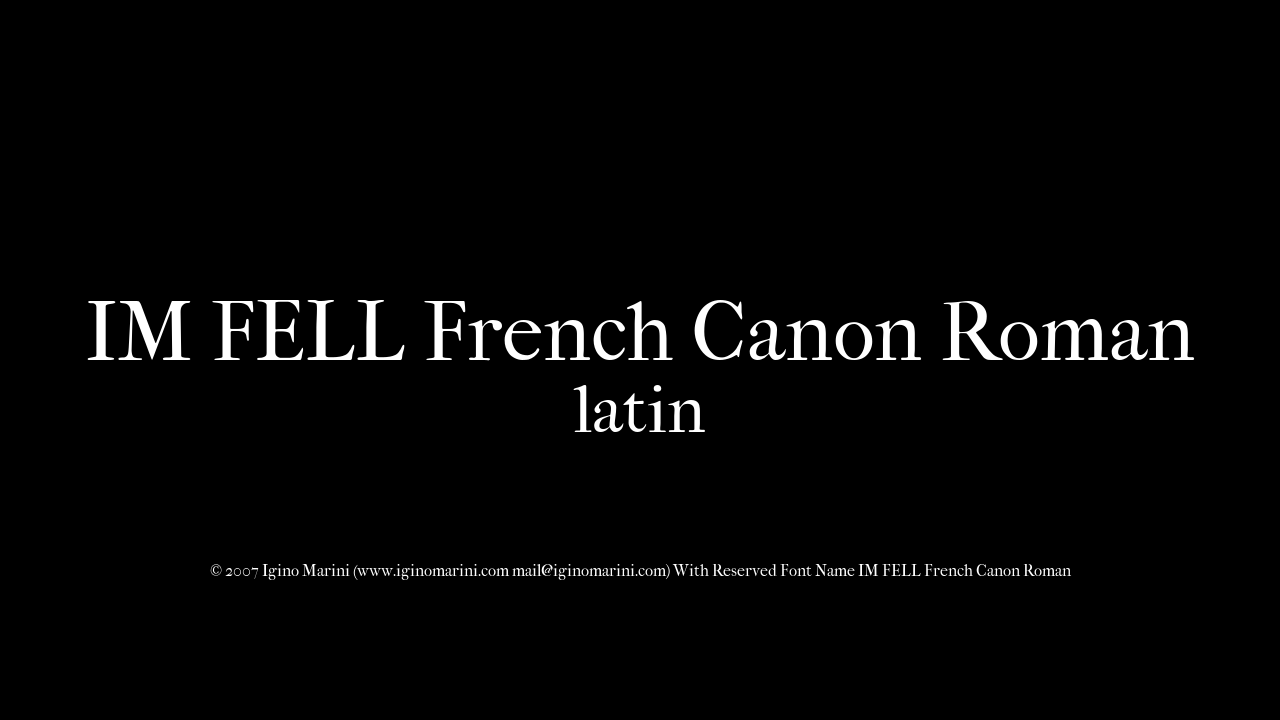 IM FELL French Canon Roman
latin
© 2007 Igino Marini (www.iginomarini.com mail@iginomarini.com) With Reserved Font Name IM FELL French Canon Roman